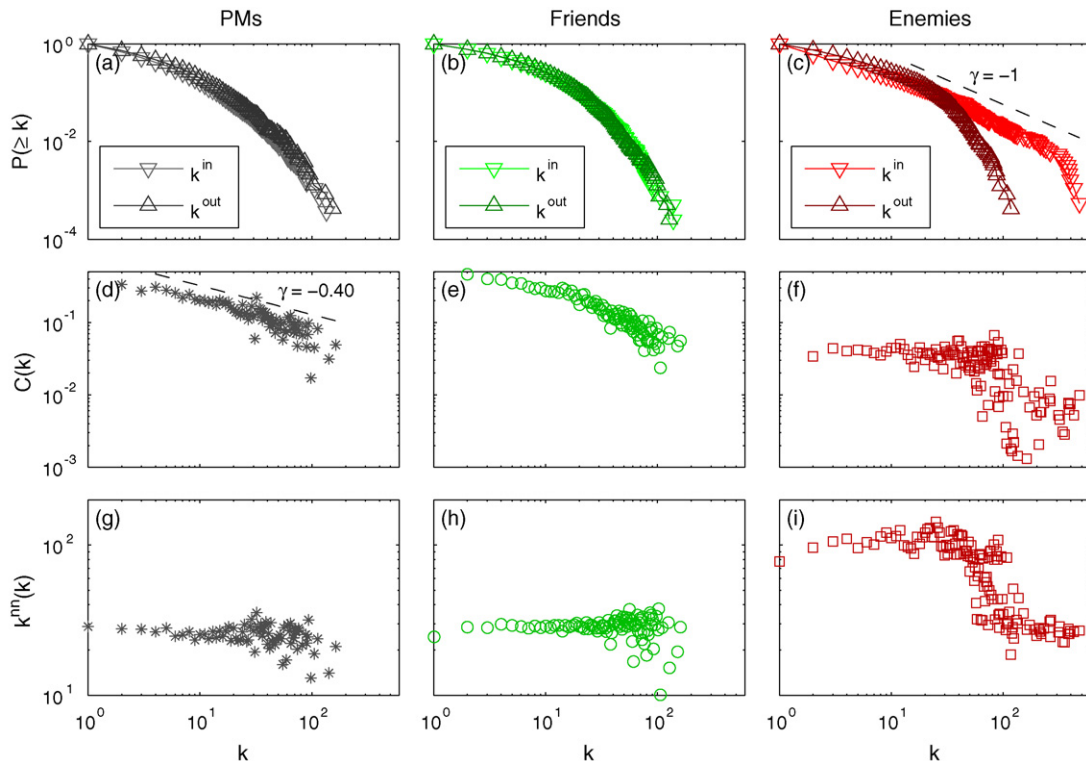 PMs Friends Enemies
10^0 (a) (b) (c) γ = −1
P(≥ k) 10^-2
k^in k^in k^in
k^out k^out k^out
10^-4
(d) γ = −0.40 (e) (f)
10^-1
C(k) 10^-2
10^-3
(g) (h) (i)
10^2
k^nn(k)
10^1
10^0 10^1 10^2 10^0 10^1 10^2 10^0 10^1 10^2
k k k